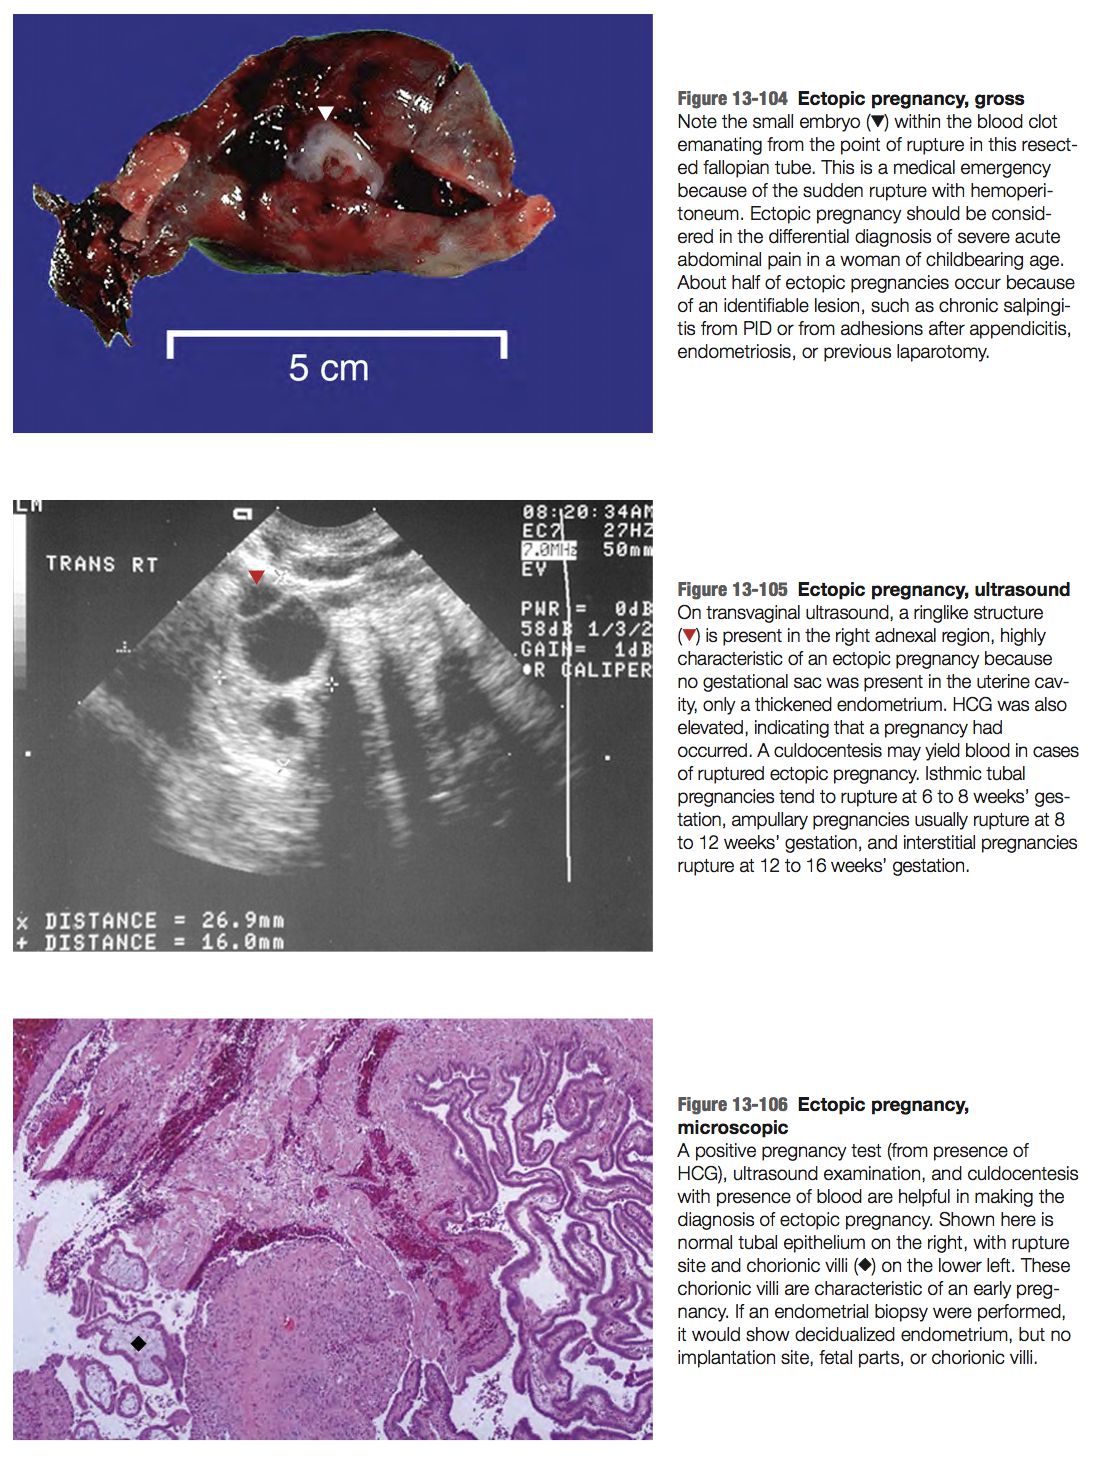 5 cm
Figure 13-104 Ectopic pregnancy, gross
Note the small embryo (▼) within the blood clot
emanating from the point of rupture in this resect-
ed fallopian tube. This is a medical emergency
because of the sudden rupture with hemoperi-
toneum. Ectopic pregnancy should be consid-
ered in the differential diagnosis of severe acute
abdominal pain in a woman of childbearing age.
About half of ectopic pregnancies occur because
of an identifiable lesion, such as chronic salpingi-
tis from PID or from adhesions after appendicitis,
endometriosis, or previous laparotomy.
TRANS RT
08:20:34AM
EC7 27HZ
7.0MHz 50mm
EV
PWR = 0dB
58dB 1/3/2
GAIN= 1dB
●R CALIPER
x DISTANCE = 26.9mm
+ DISTANCE = 16.0mm
Figure 13-105 Ectopic pregnancy, ultrasound
On transvaginal ultrasound, a ringlike structure
(▼) is present in the right adnexal region, highly
characteristic of an ectopic pregnancy because
no gestational sac was present in the uterine cav-
ity, only a thickened endometrium. HCG was also
elevated, indicating that a pregnancy had
occurred. A culdocentesis may yield blood in cases
of ruptured ectopic pregnancy. Isthmic tubal
pregnancies tend to rupture at 6 to 8 weeks’ ges-
tation, ampullary pregnancies usually rupture at 8
to 12 weeks’ gestation, and interstitial pregnancies
rupture at 12 to 16 weeks’ gestation.
Figure 13-106 Ectopic pregnancy,
microscopic
A positive pregnancy test (from presence of
HCG), ultrasound examination, and culdocentesis
with presence of blood are helpful in making the
diagnosis of ectopic pregnancy. Shown here is
normal tubal epithelium on the right, with rupture
site and chorionic villi (◆) on the lower left. These
chorionic villi are characteristic of an early preg-
nancy. If an endometrial biopsy were performed,
it would show decidualized endometrium, but no
implantation site, fetal parts, or chorionic villi.